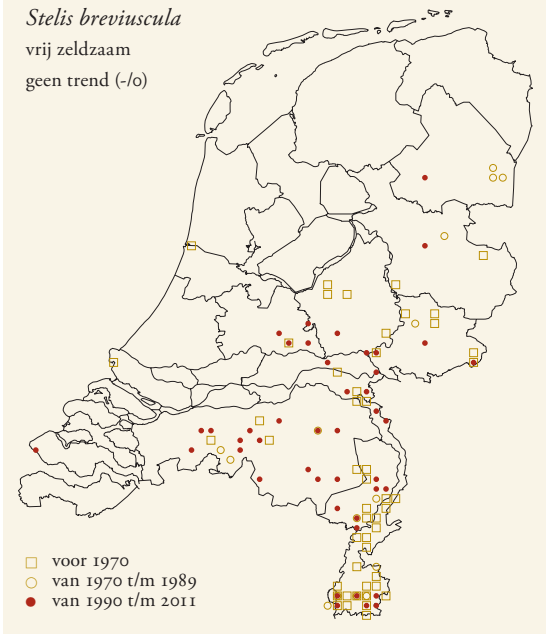 Stelis breviuscula
vrij zeldzaam
geen trend (-/0)
voor 1970
van 1970 t/m 1989
van 1990 t/m 2011